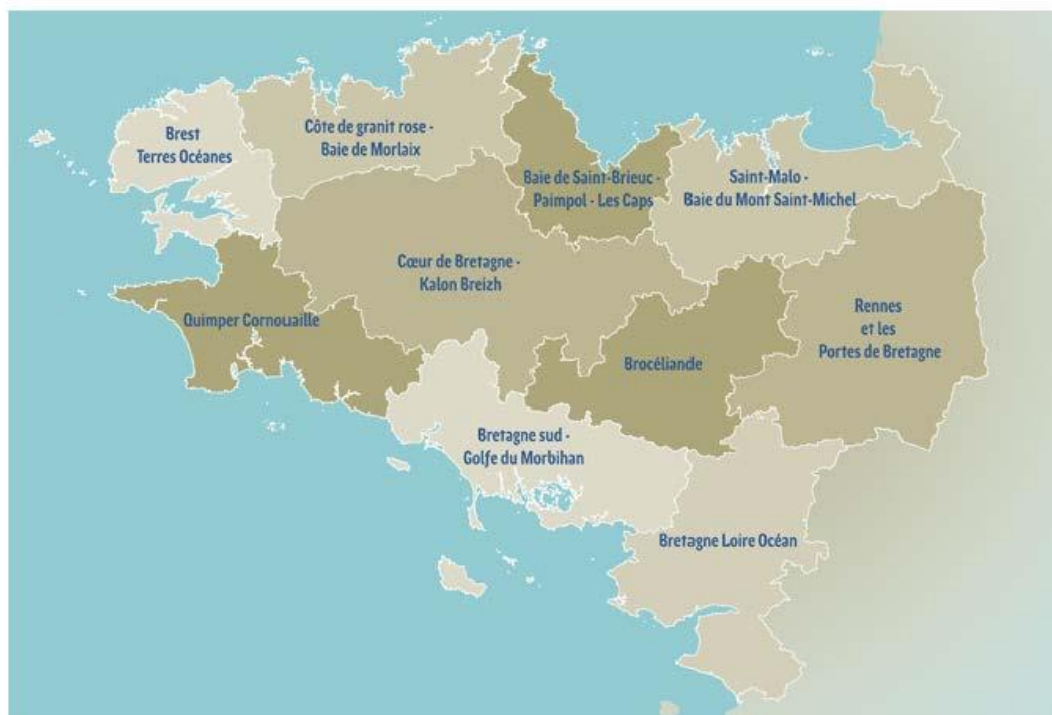 Brest
Terres Océanes
Côte de granit rose -
Baie de Morlaix
Baie de Saint-Brieuc -
Paimpol - Les Caps
Saint-Malo -
Baie du Mont Saint-Michel
Cœur de Bretagne -
Kalon Breizh
Quimper Cornouaille
Rennes
et les
Portes de Bretagne
Brocéliande
Bretagne sud -
Golfe du Morbihan
Bretagne Loire Océan